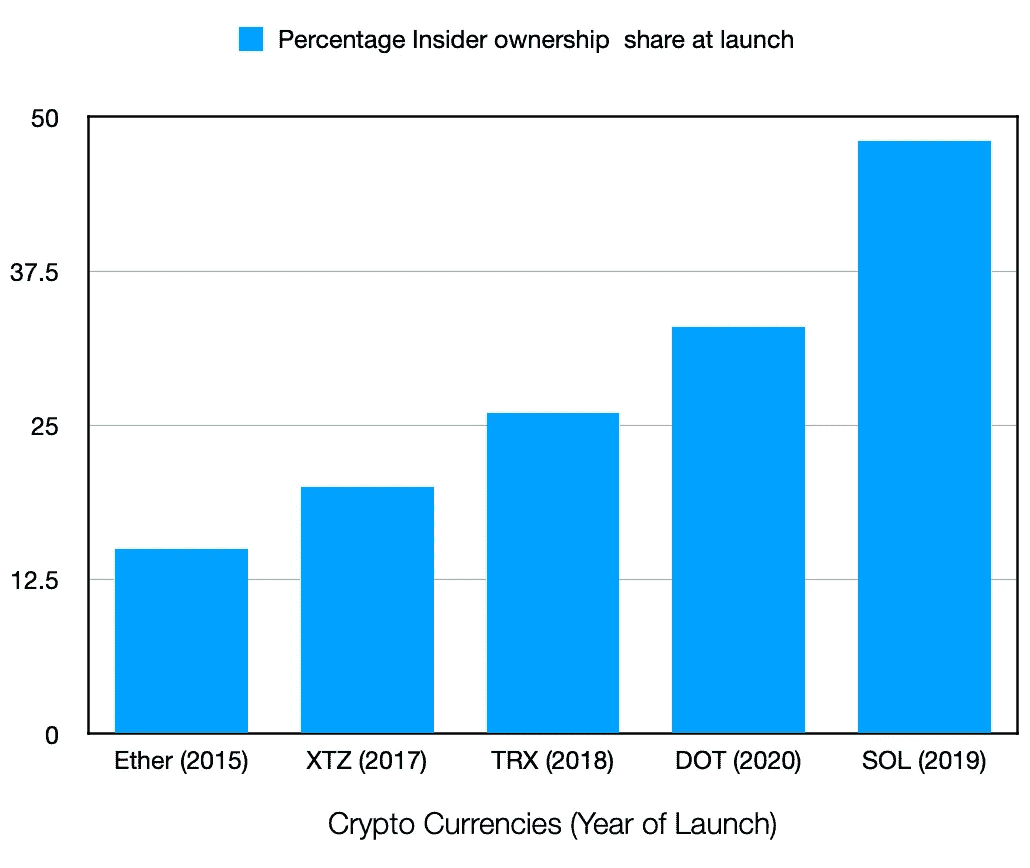 Percentage Insider ownership  share at launch
50
37.5
25
12.5
0
Ether (2015) XTZ (2017) TRX (2018) DOT (2020) SOL (2019)
Crypto Currencies (Year of Launch)